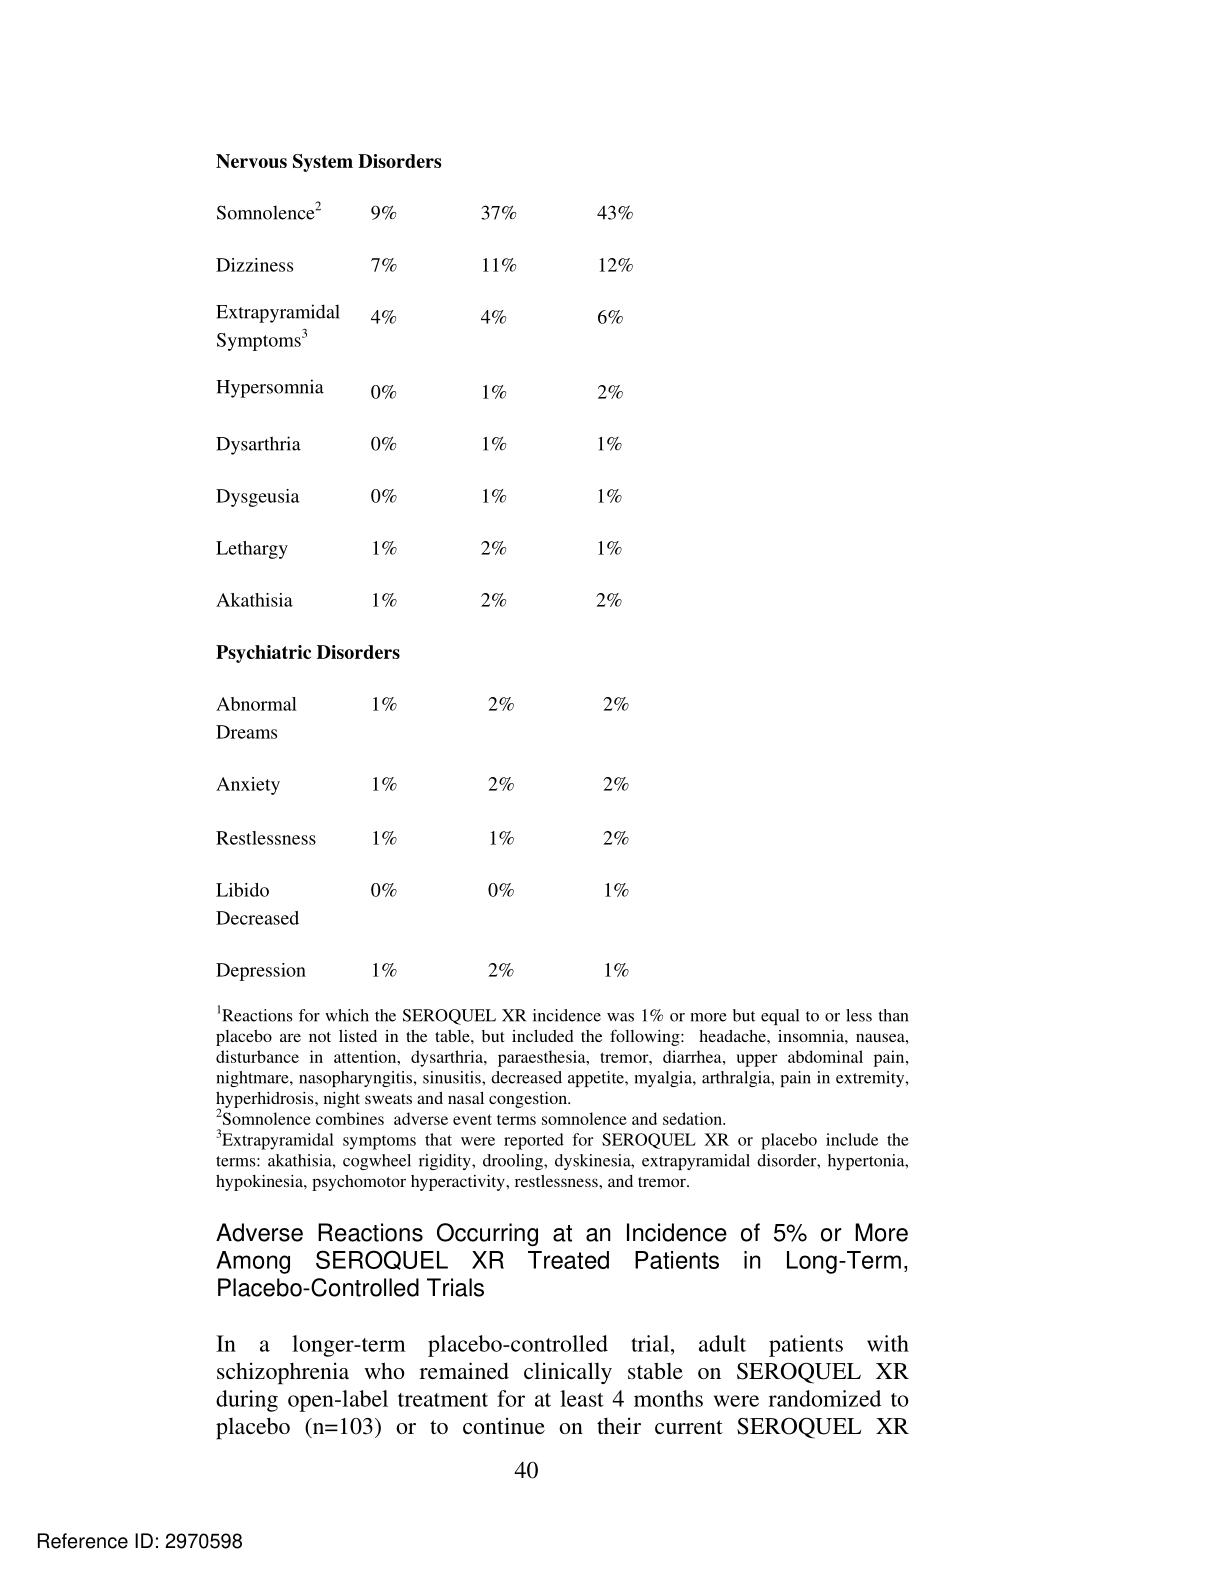 Nervous System Disorders
Somnolence² 9% 37% 43%
Dizziness 7% 11% 12%
Extrapyramidal 4% 4% 6%
Symptoms³
Hypersomnia 0% 1% 2%
Dysarthria 0% 1% 1%
Dysgeusia 0% 1% 1%
Lethargy 1% 2% 1%
Akathisia 1% 2% 2%
Psychiatric Disorders
Abnormal 1% 2% 2%
Dreams
Anxiety 1% 2% 2%
Restlessness 1% 1% 2%
Libido 0% 0% 1%
Decreased
Depression 1% 2% 1%
¹Reactions for which the SEROQUEL XR incidence was 1% or more but equal to or less than
placebo are not listed in the table, but included the following: headache, insomnia, nausea,
disturbance in attention, dysarthria, paraesthesia, tremor, diarrhea, upper abdominal pain,
nightmare, nasopharyngitis, sinusitis, decreased appetite, myalgia, arthralgia, pain in extremity,
hyperhidrosis, night sweats and nasal congestion.
²Somnolence combines adverse event terms somnolence and sedation.
³Extrapyramidal symptoms that were reported for SEROQUEL XR or placebo include the
terms: akathisia, cogwheel rigidity, drooling, dyskinesia, extrapyramidal disorder, hypertonia,
hypokinesia, psychomotor hyperactivity, restlessness, and tremor.
Adverse Reactions Occurring at an Incidence of 5% or More
Among SEROQUEL XR Treated Patients in Long-Term,
Placebo-Controlled Trials
In a longer-term placebo-controlled trial, adult patients with
schizophrenia who remained clinically stable on SEROQUEL XR
during open-label treatment for at least 4 months were randomized to
placebo (n=103) or to continue on their current SEROQUEL XR
40
Reference ID: 2970598